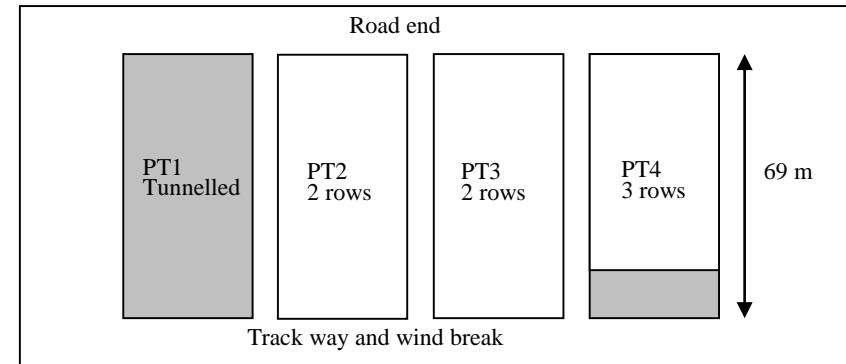 Road end
PT1
Tunnelled
PT2
2 rows
PT3
2 rows
PT4
3 rows
69 m
Track way and wind break